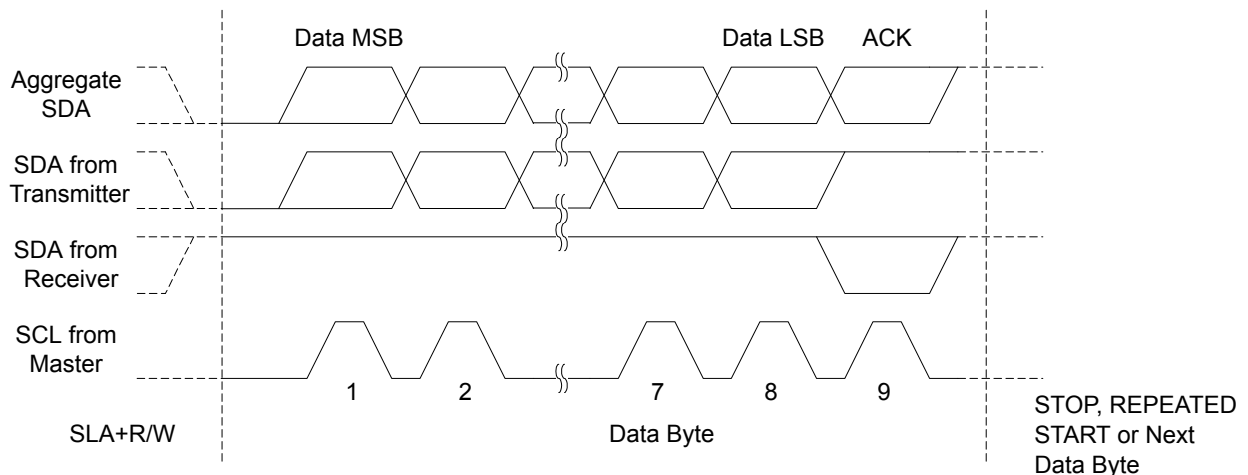 Data MSB
Data LSB
ACK
Aggregate
SDA
SDA from
Transmitter
SDA from
Receiver
SCL from
Master
1
2
7
8
9
SLA+R/W
Data Byte
STOP, REPEATED
START or Next
Data Byte